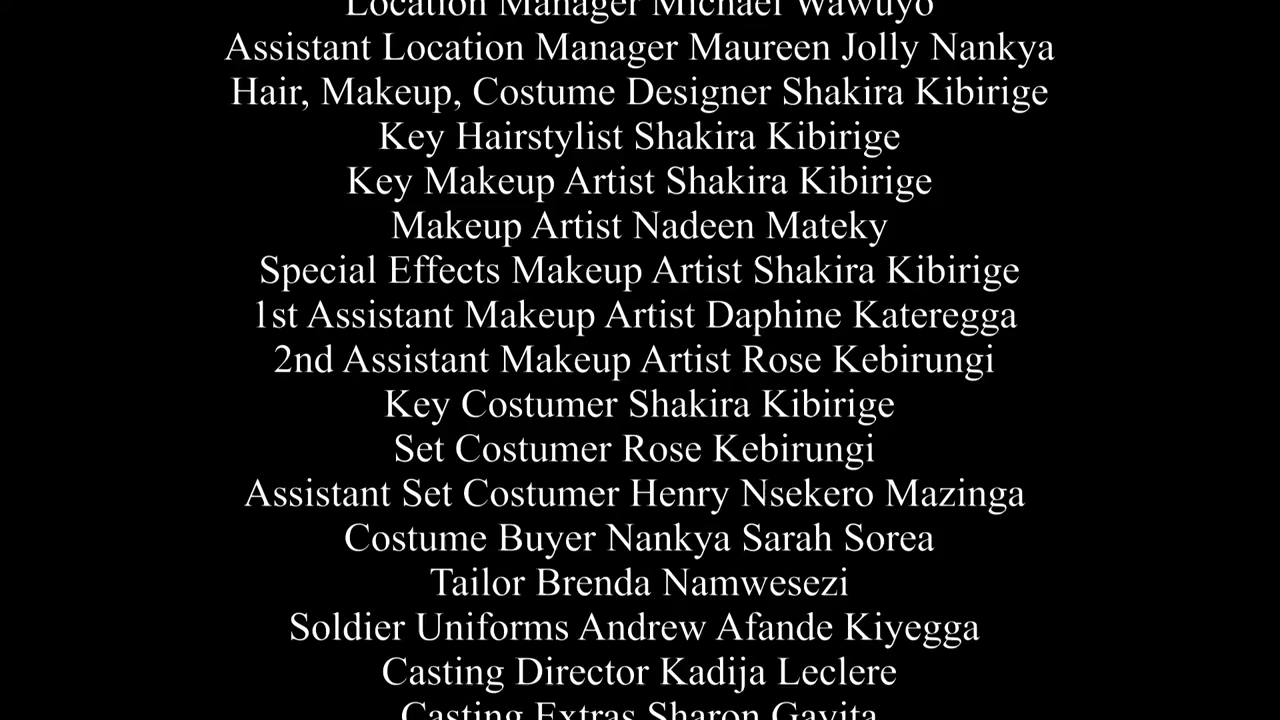 Location Manager Michael Wawuyo
Assistant Location Manager Maureen Jolly Nankya
Hair, Makeup, Costume Designer Shakira Kibirige
Key Hairstylist Shakira Kibirige
Key Makeup Artist Shakira Kibirige
Makeup Artist Nadeen Mateky
Special Effects Makeup Artist Shakira Kibirige
1st Assistant Makeup Artist Daphine Kateregga
2nd Assistant Makeup Artist Rose Kebirungi
Key Costumer Shakira Kibirige
Set Costumer Rose Kebirungi
Assistant Set Costumer Henry Nsekero Mazinga
Costume Buyer Nankya Sarah Sorea
Tailor Brenda Namwesezi
Soldier Uniforms Andrew Afande Kiyegga
Casting Director Kadija Leclere
Casting Extras Sharon Gavita